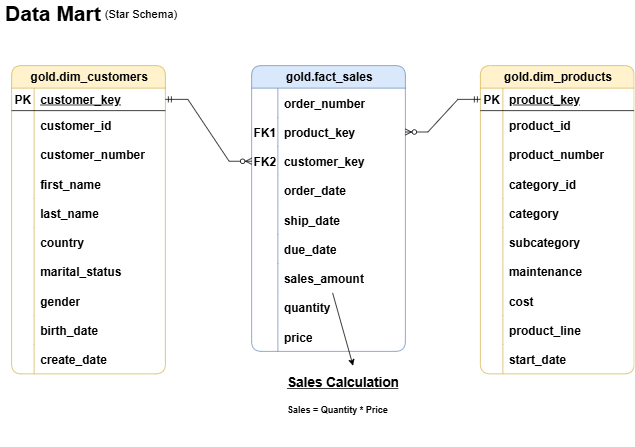 Data Mart (Star Schema)
gold.dim_customers
PK customer_key
customer_id
customer_number
first_name
last_name
country
marital_status
gender
birth_date
create_date
gold.fact_sales
order_number
FK1 product_key
FK2 customer_key
order_date
ship_date
due_date
sales_amount
quantity
price
Sales Calculation
Sales = Quantity * Price
gold.dim_products
PK product_key
product_id
product_number
category_id
category
subcategory
maintenance
cost
product_line
start_date